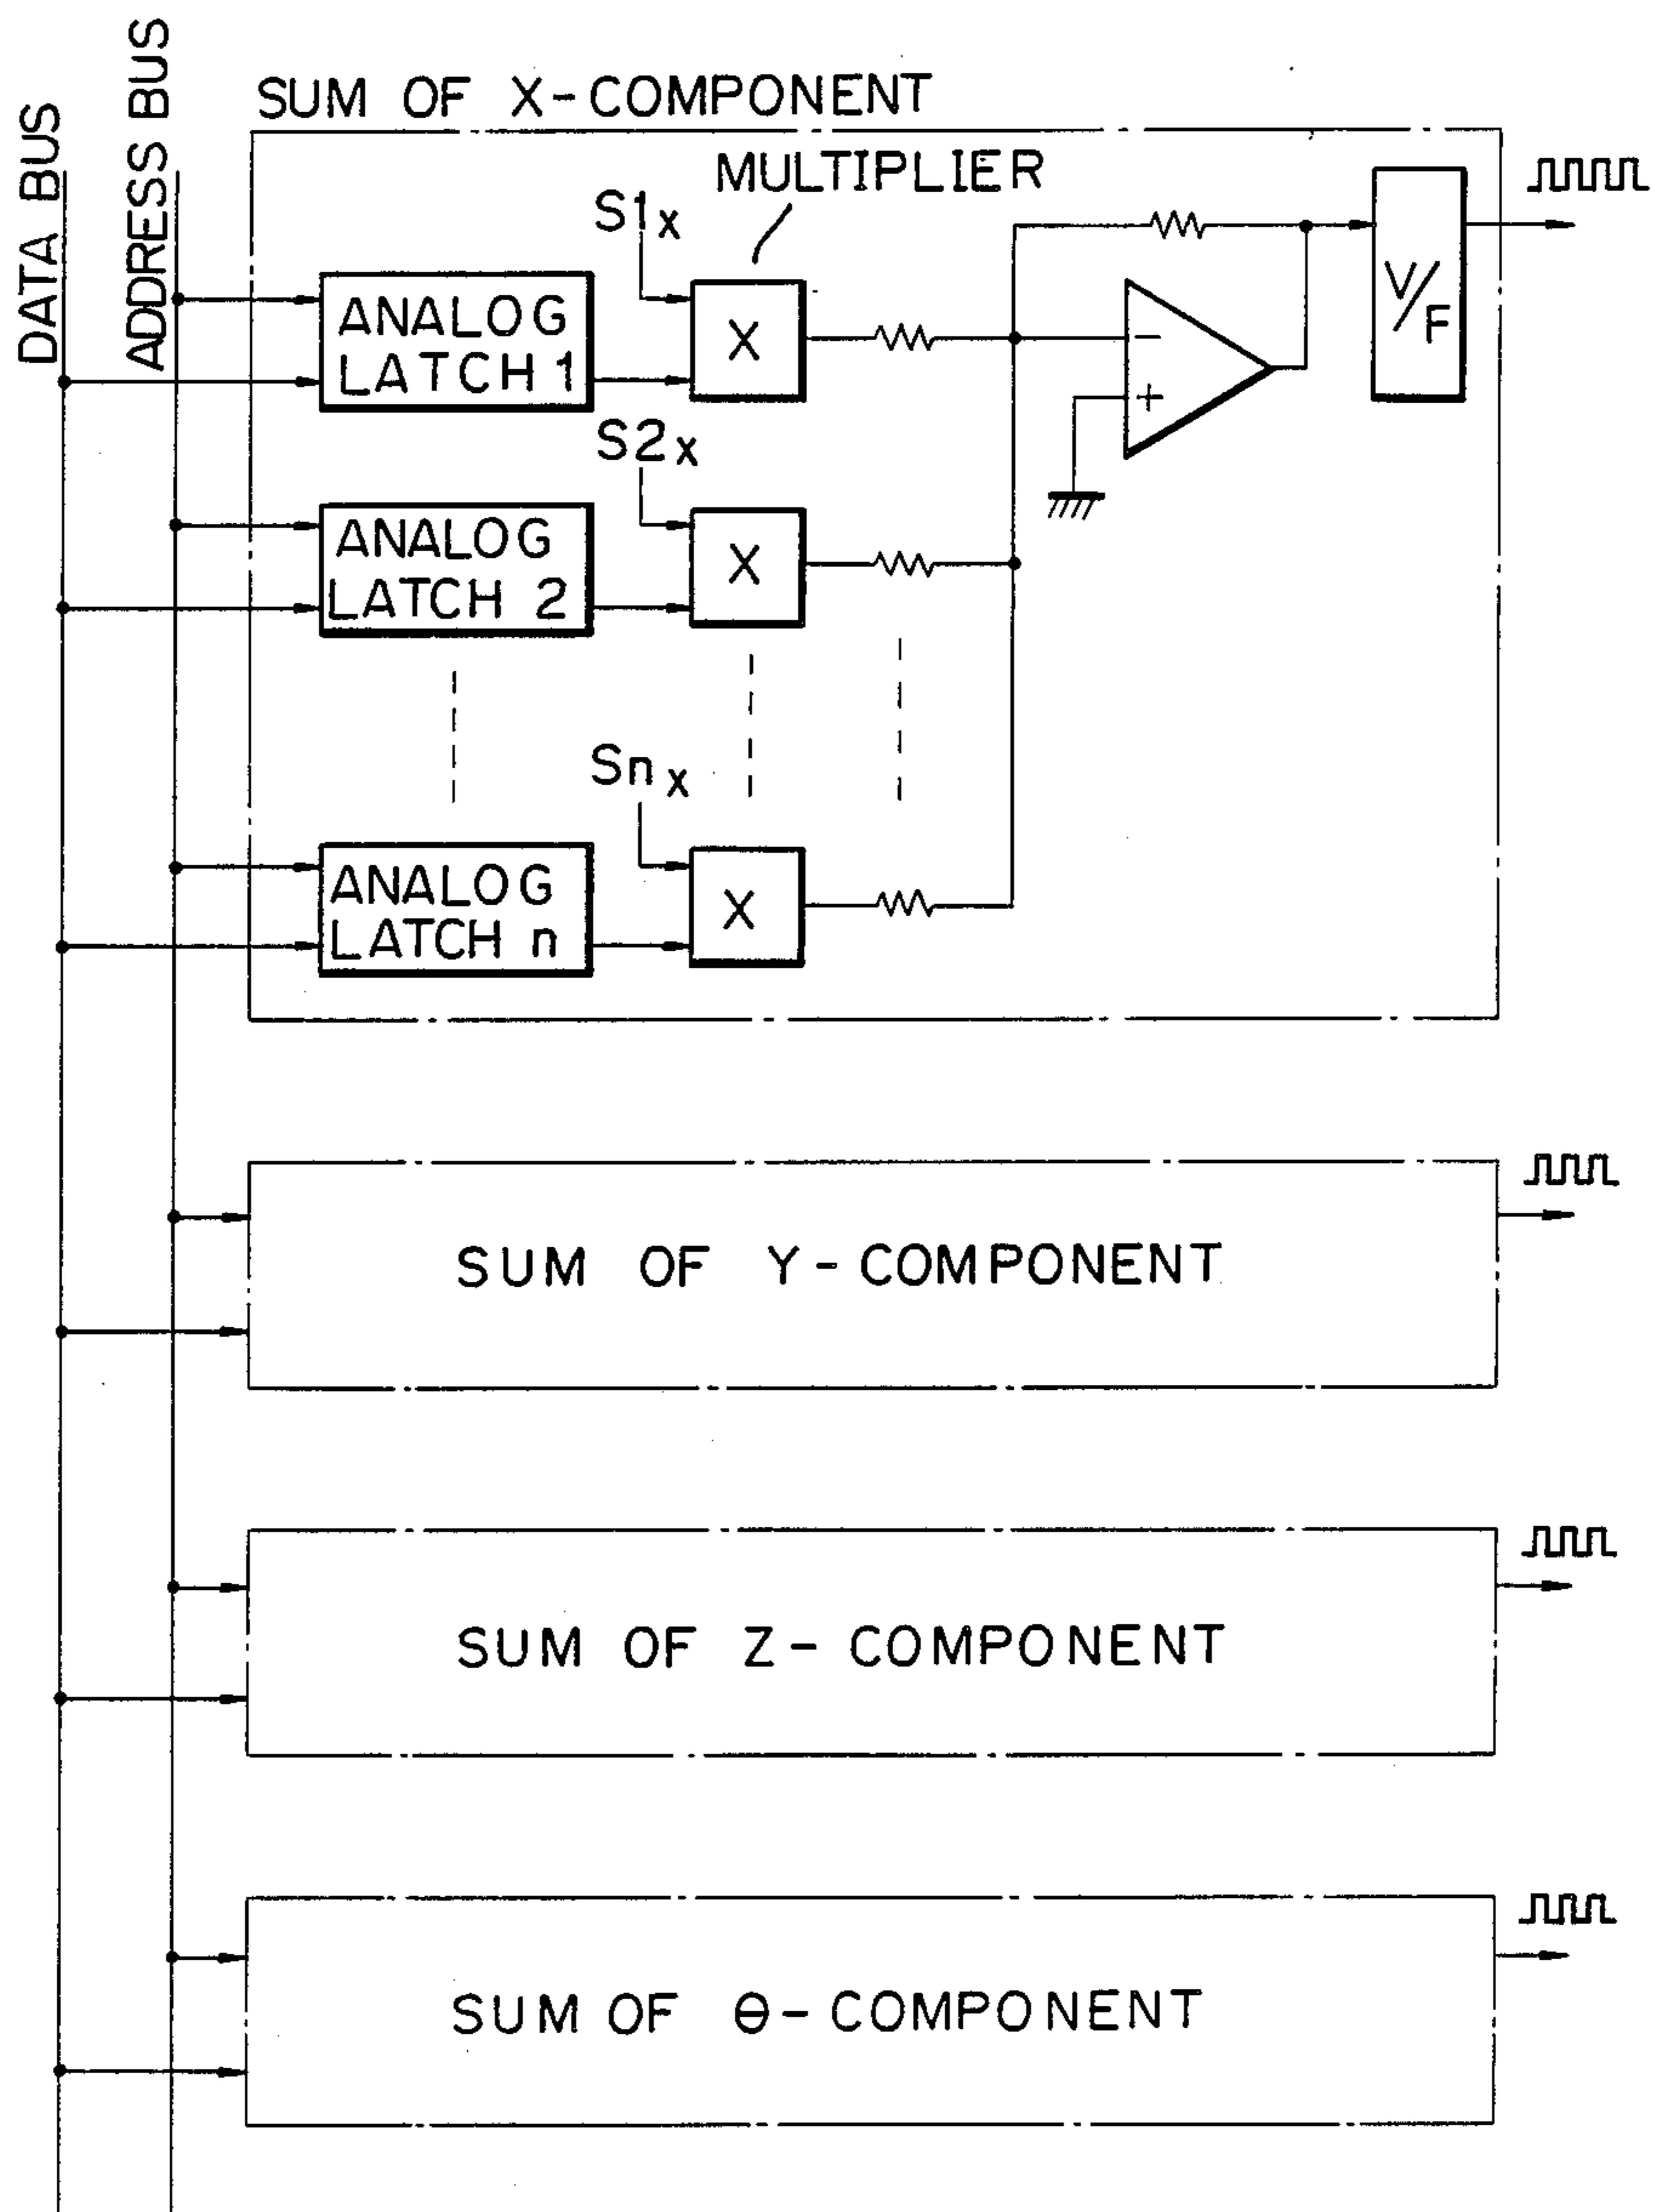 DATA BUS
ADDRESS BUS
SUM OF X-COMPONENT
MULTIPLIER
S1x
ANALOG
LATCH 1
X
−
+
V/F
S2x
ANALOG
LATCH 2
X
Snx
ANALOG
LATCH n
X
SUM OF Y-COMPONENT
SUM OF Z-COMPONENT
SUM OF θ-COMPONENT